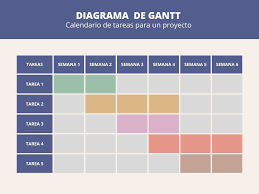 DIAGRAMA DE GANTT
Calendario de tareas para un proyecto
TAREAS SEMANA 1 SEMANA 2 SEMANA 3 SEMANA 4 SEMANA 5 SEMANA 6
TAREA 1
TAREA 2
TAREA 3
TAREA 4
TAREA 5